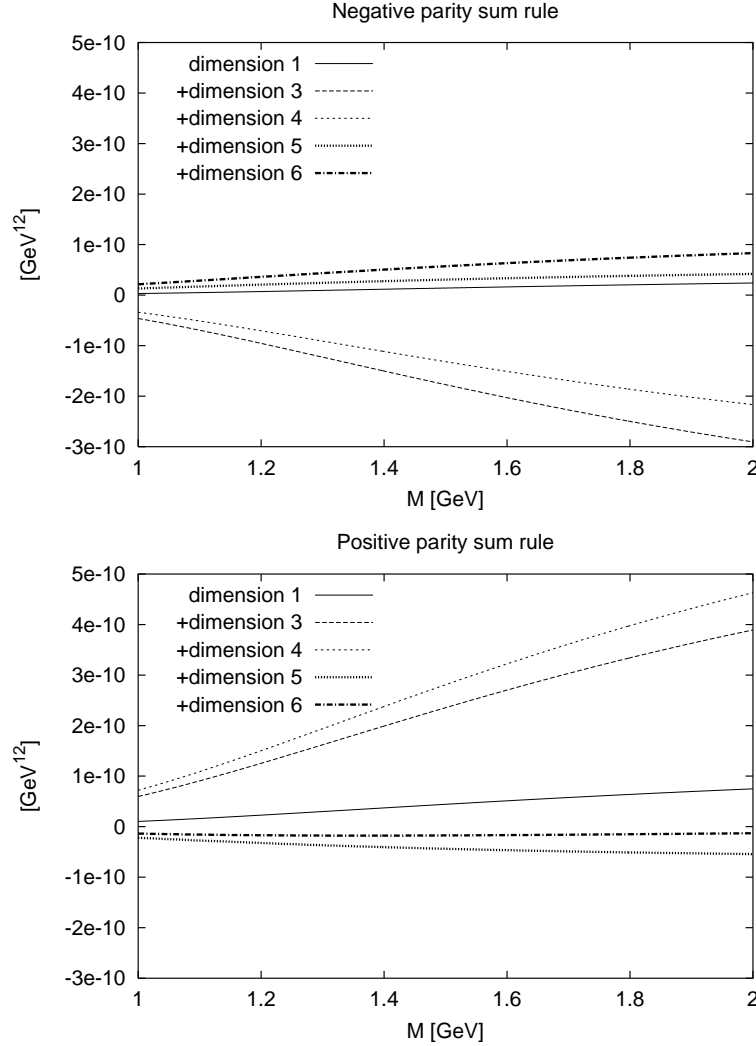 Negative parity sum rule
5e-10
4e-10
3e-10
2e-10
1e-10
0
-1e-10
-2e-10
-3e-10
[GeV^12]
dimension 1
+dimension 3
+dimension 4
+dimension 5
+dimension 6
1 1.2 1.4 1.6 1.8 2
M [GeV]
Positive parity sum rule
5e-10
4e-10
3e-10
2e-10
1e-10
0
-1e-10
-2e-10
-3e-10
[GeV^12]
dimension 1
+dimension 3
+dimension 4
+dimension 5
+dimension 6
1 1.2 1.4 1.6 1.8 2
M [GeV]